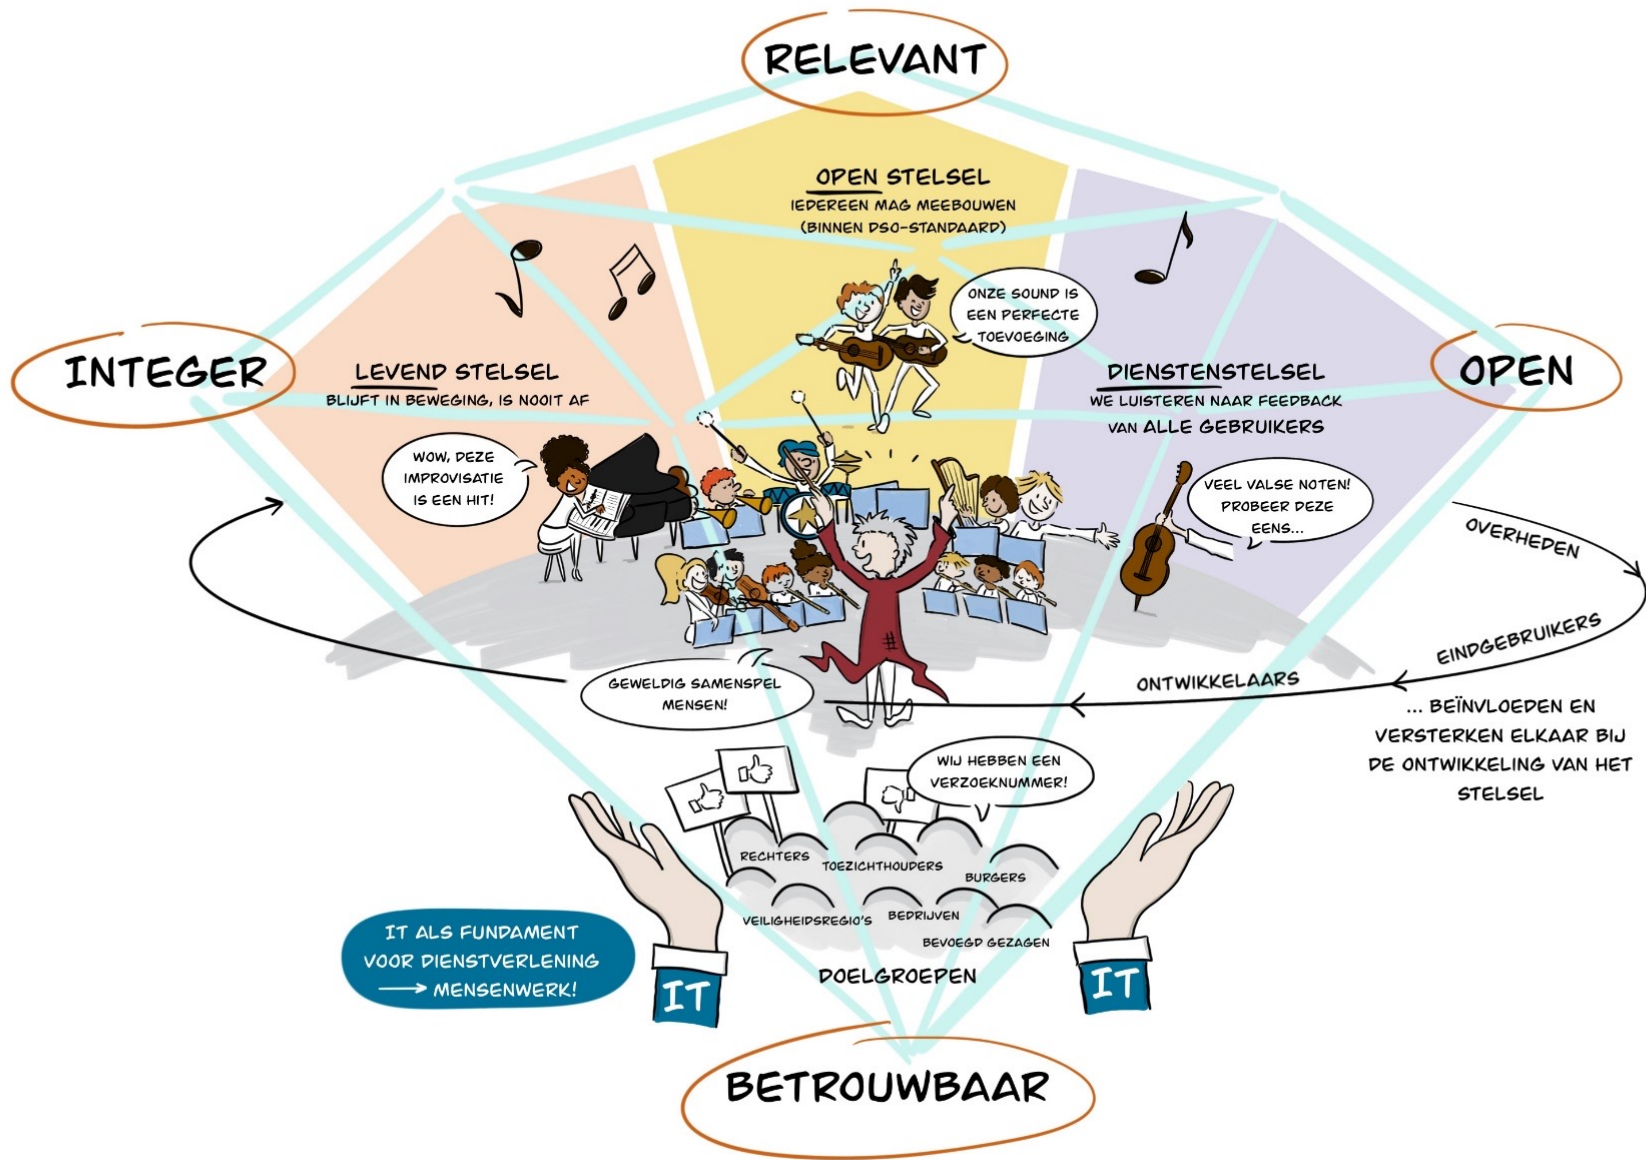 RELEVANT
OPEN STELSEL
IEDEREEN MAG MEEBOUWEN
(BINNEN DSO-STANDAARD)
ONZE SOUND IS
EEN PERFECTE
TOEVOEGING
INTEGER
LEVEND STELSEL
BLIJFT IN BEWEGING, IS NOOIT AF
WOW, DEZE
IMPROVISATIE
IS EEN HIT!
DIENSTENSTELSEL
WE LUISTEREN NAAR FEEDBACK
VAN ALLE GEBRUIKERS
OPEN
VEEL VALSE NOTEN!
PROBEER DEZE
EENS...
OVERHEDEN
EINDGEBRUIKERS
ONTWIKKELAARS
... BEÏNVLOEDEN EN
VERSTERKEN ELKAAR BIJ
DE ONTWIKKELING VAN HET
STELSEL
GEWELDIG SAMENSPEL
MENSEN!
WIJ HEBBEN EEN
VERZOEKNUMMER!
RECHTERS
TOEZICHTHOUDERS
BURGERS
VEILIGHEIDSREGIO'S
BEDRIJVEN
BEVOEGD GEZAGEN
DOELGROEPEN
IT ALS FUNDAMENT
VOOR DIENSTVERLENING
→ MENSENWERK!
IT
IT
BETROUWBAAR